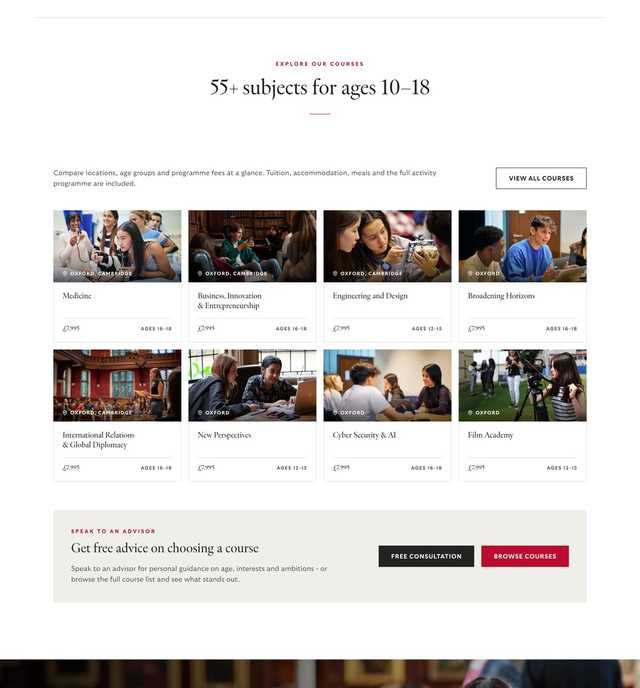 EXPLORE OUR COURSES
55+ subjects for ages 10–18
Compare locations, age groups and programme fees at a glance. Tuition, accommodation, meals and the full activity
programme are included.
VIEW ALL COURSES
OXFORD, CAMBRIDGE
Medicine
£7,995
AGES 16-18
OXFORD, CAMBRIDGE
Business, Innovation
& Entrepreneurship
£7,995
AGES 16-18
OXFORD, CAMBRIDGE
Engineering and Design
£7,995
AGES 12-15
OXFORD
Broadening Horizons
£7,995
AGES 16-18
OXFORD, CAMBRIDGE
International Relations
& Global Diplomacy
£7,995
AGES 16-18
OXFORD
New Perspectives
£7,995
AGES 12-15
OXFORD
Cyber Security & AI
£7,995
AGES 16-18
OXFORD
Film Academy
£7,995
AGES 12-15
SPEAK TO AN ADVISOR
Get free advice on choosing a course
Speak to an advisor for personal guidance on age, interests and ambitions - or
browse the full course list and see what stands out.
FREE CONSULTATION
BROWSE COURSES